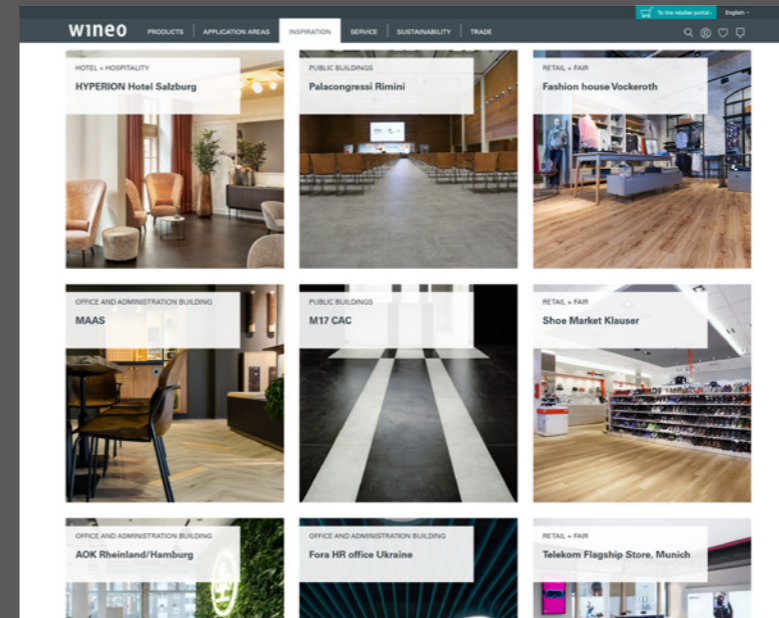 To the retailer portal ›
English
wineo
PRODUCTS
APPLICATION AREAS
INSPIRATION
SERVICE
SUSTAINABILITY
TRADE
HOTEL + HOSPITALITY
HYPERION Hotel Salzburg
PUBLIC BUILDINGS
Palacongressi Rimini
RETAIL + FAIR
Fashion house Vockeroth
OFFICE AND ADMINISTRATION BUILDING
MAAS
PUBLIC BUILDINGS
M17 CAC
RETAIL + FAIR
Shoe Market Klauser
OFFICE AND ADMINISTRATION BUILDING
AOK Rheinland/Hamburg
OFFICE AND ADMINISTRATION BUILDING
Fora HR office Ukraine
RETAIL + FAIR
Telekom Flagship Store, Munich